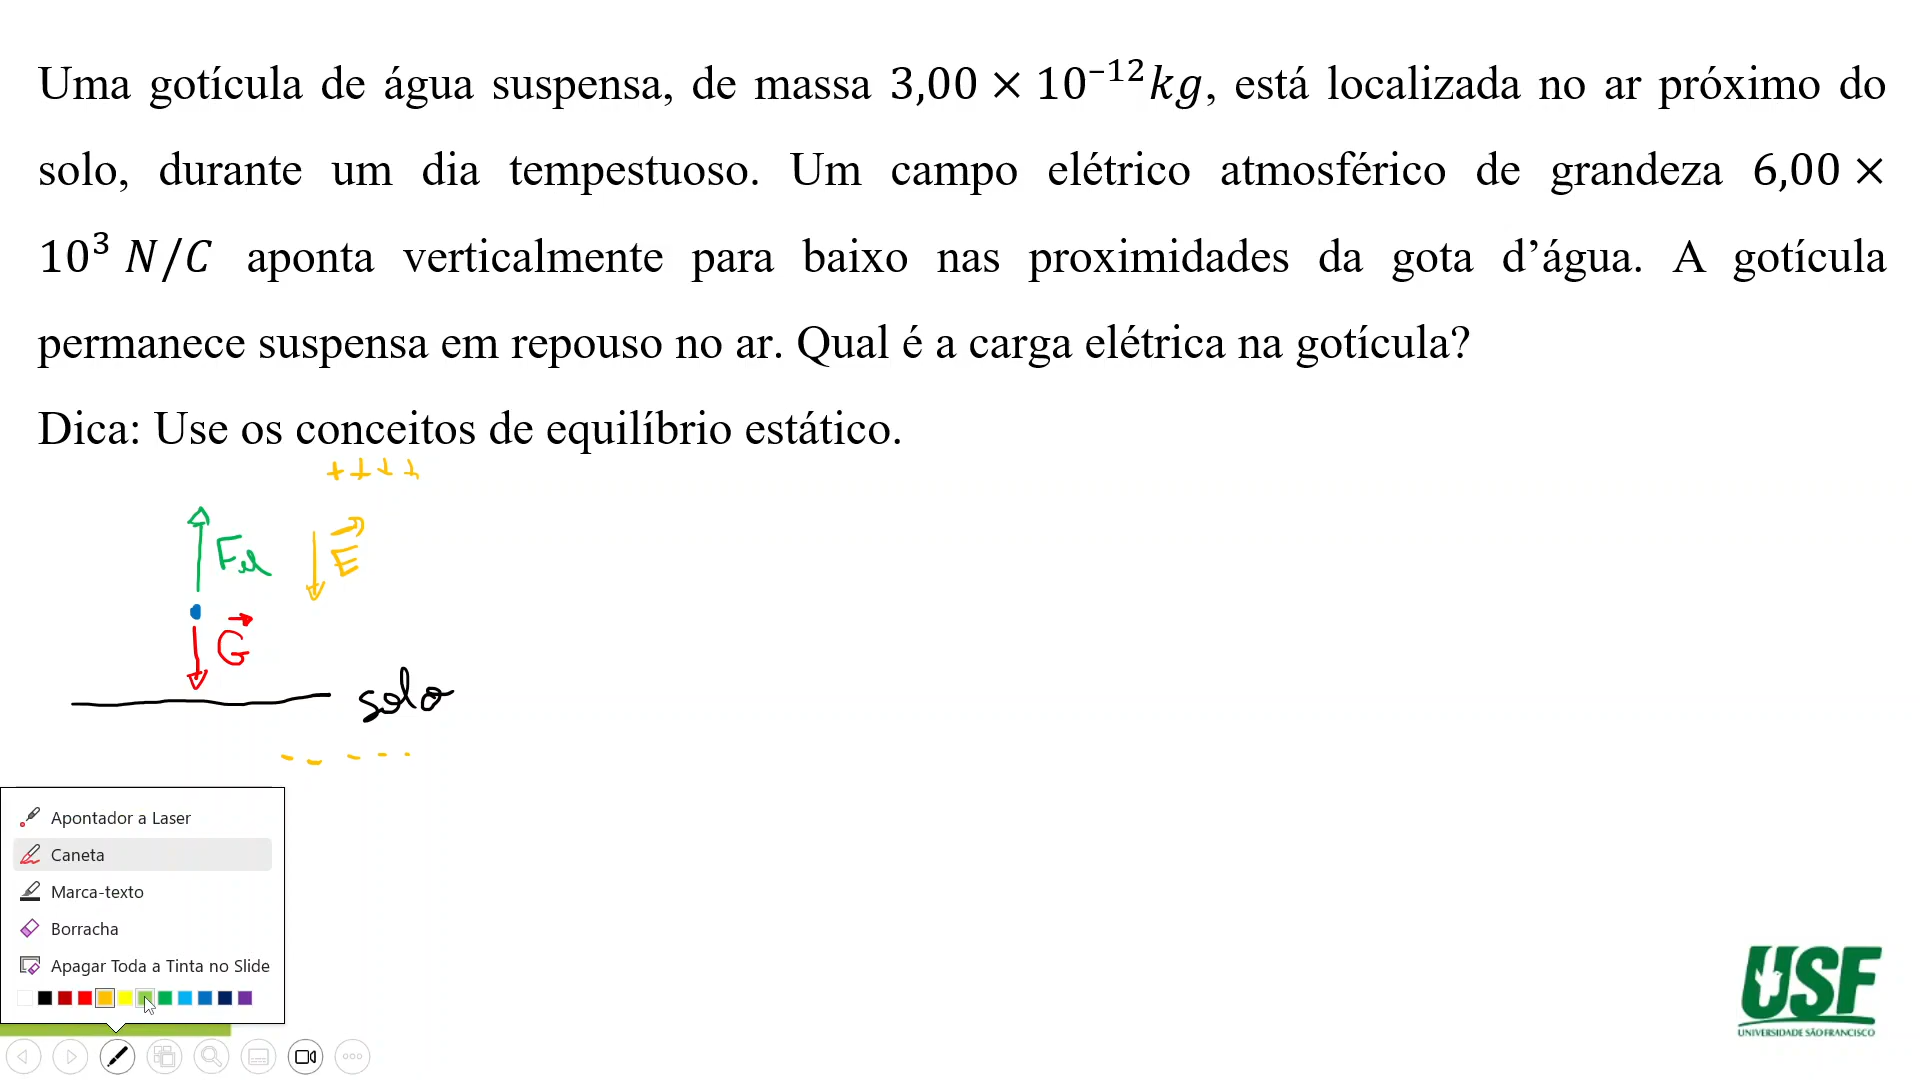 Uma gotícula de água suspensa, de massa 3,00 × 10⁻¹²kg, está localizada no ar próximo do
solo, durante um dia tempestuoso. Um campo elétrico atmosférico de grandeza 6,00 ×
10³ N/C aponta verticalmente para baixo nas proximidades da gota d’água. A gotícula
permanece suspensa em repouso no ar. Qual é a carga elétrica na gotícula?
Dica: Use os conceitos de equilíbrio estático.
++++
Fel
E
G
solo
- - - - -
Apontador a Laser
Caneta
Marca-texto
Borracha
Apagar Toda a Tinta no Slide
USF
UNIVERSIDADE SÃO FRANCISCO